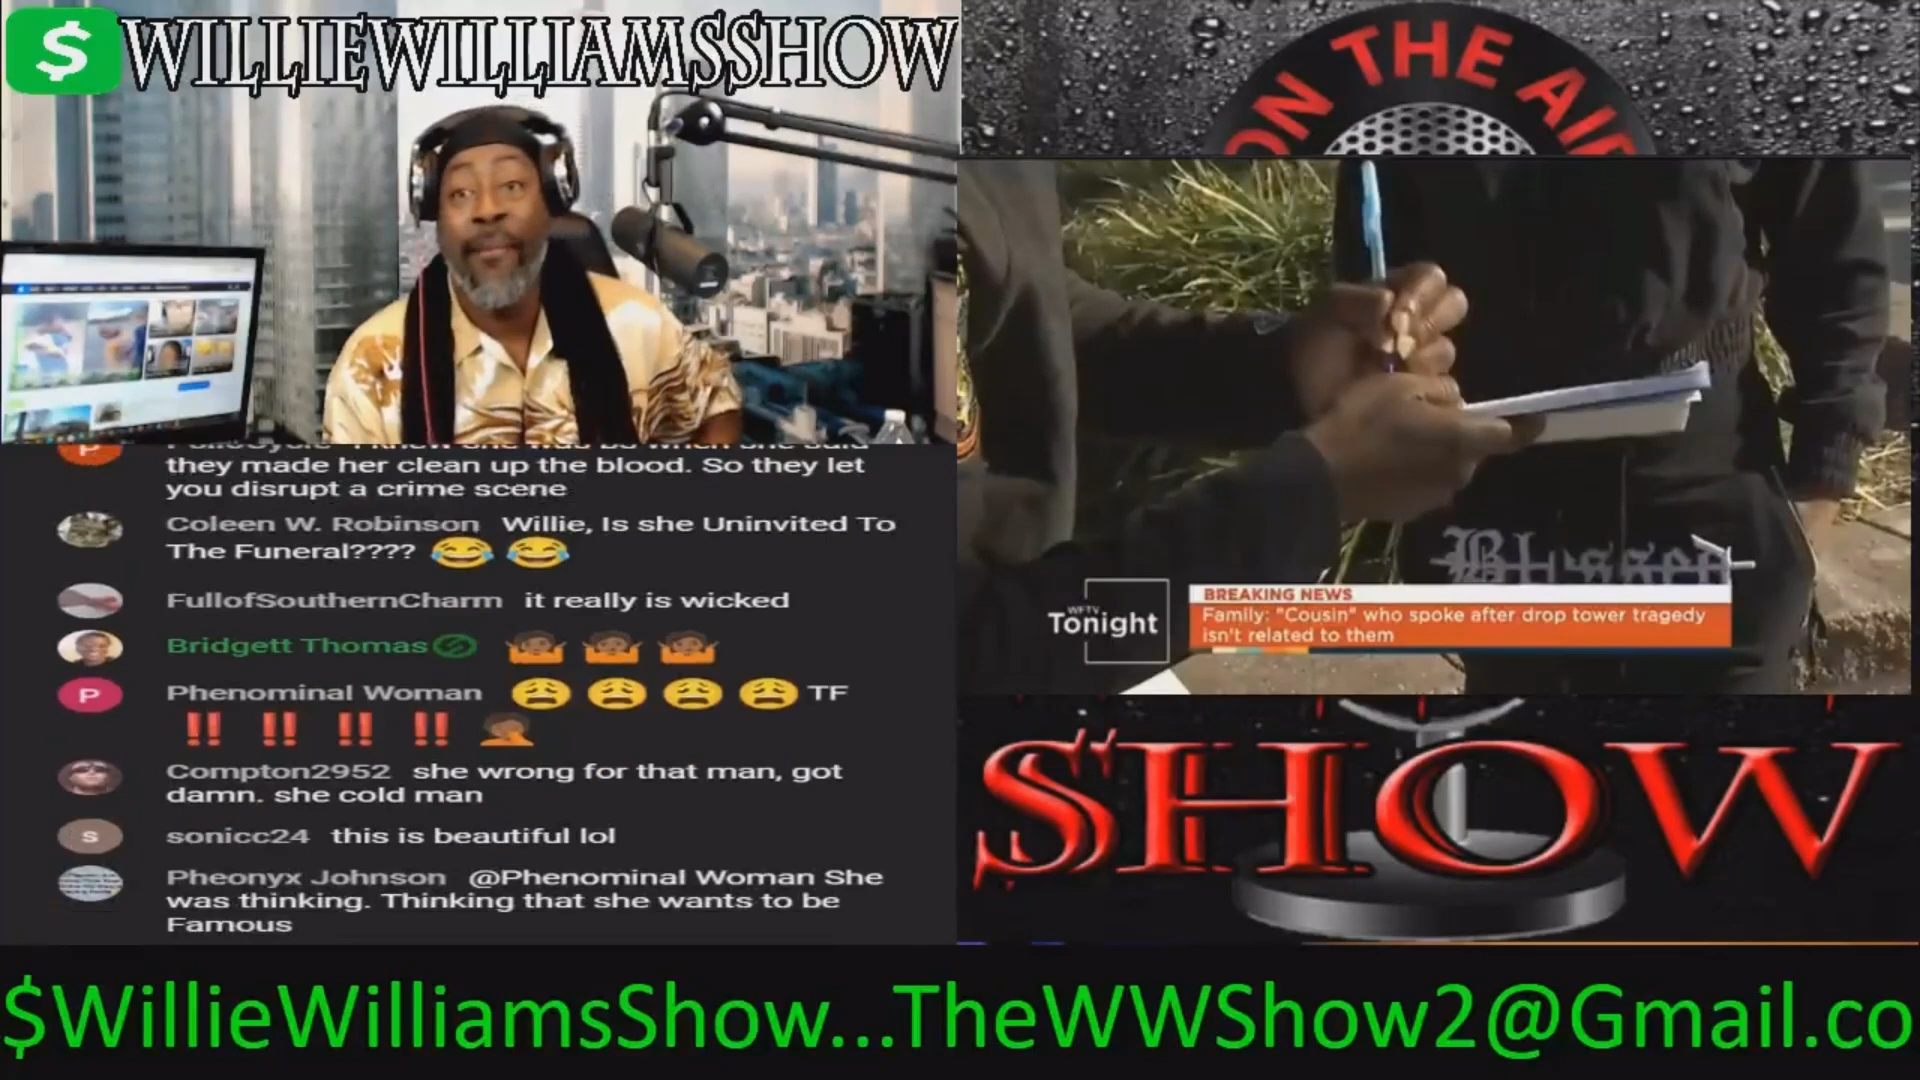 $ WILLIEWILLIAMSSHOW
ON THE AIR
they made her clean up the blood. So they let
you disrupt a crime scene
Coleen W. Robinson Willie, Is she Uninvited To
The Funeral???? 😂 😂
FullofSouthernCharm it really is wicked
Bridgett Thomas 🤷🏾‍♀️ 🤷🏾‍♀️ 🤷🏾‍♀️
P Phenominal Woman 😩 😩 😩 😩 TF
‼️ ‼️ ‼️ ‼️ 🤦🏾‍♀️
Compton2952 she wrong for that man, got
damn. she cold man
s sonicc24 this is beautiful lol
Pheonyx Johnson @Phenominal Woman She
was thinking. Thinking that she wants to be
Famous
Blessed
WFTV
Tonight
BREAKING NEWS
Family: "Cousin" who spoke after drop tower tragedy
isn't related to them
SHOW
$WillieWilliamsShow...TheWWShow2@Gmail.co